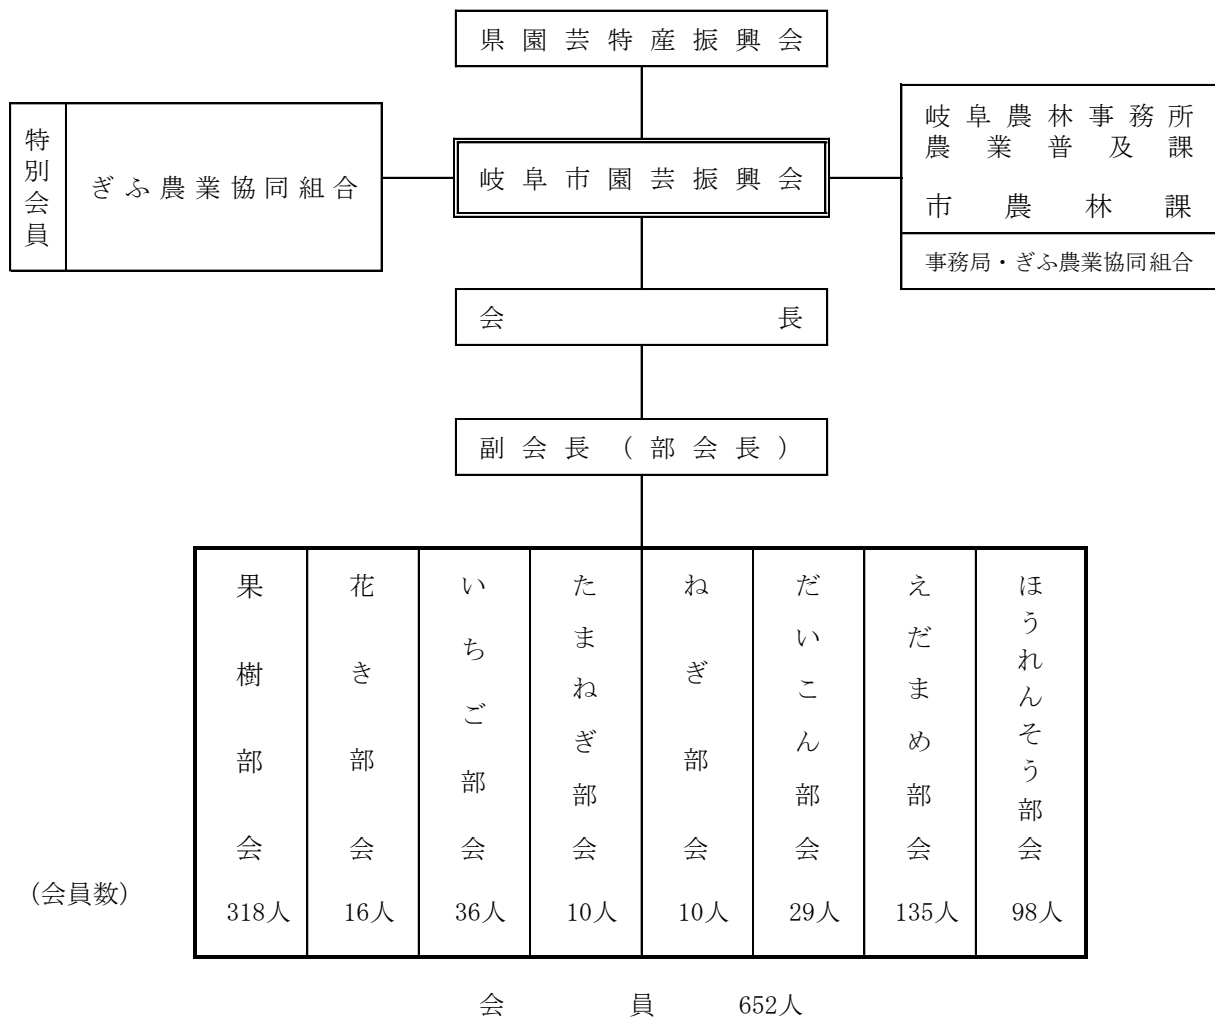 県園芸特産振興会
特別会員
ぎふ農業協同組合
岐阜市園芸振興会
岐阜農林事務所
農業普及課
市農林課
事務局・ぎふ農業協同組合
会長
副会長(部会長)
果樹部会
花き部会
いちご部会
たまねぎ部会
ねぎ部会
だいこん部会
えだまめ部会
ほうれんそう部会
(会員数)
318人 16人 36人 10人 10人 29人 135人 98人
会員 652人